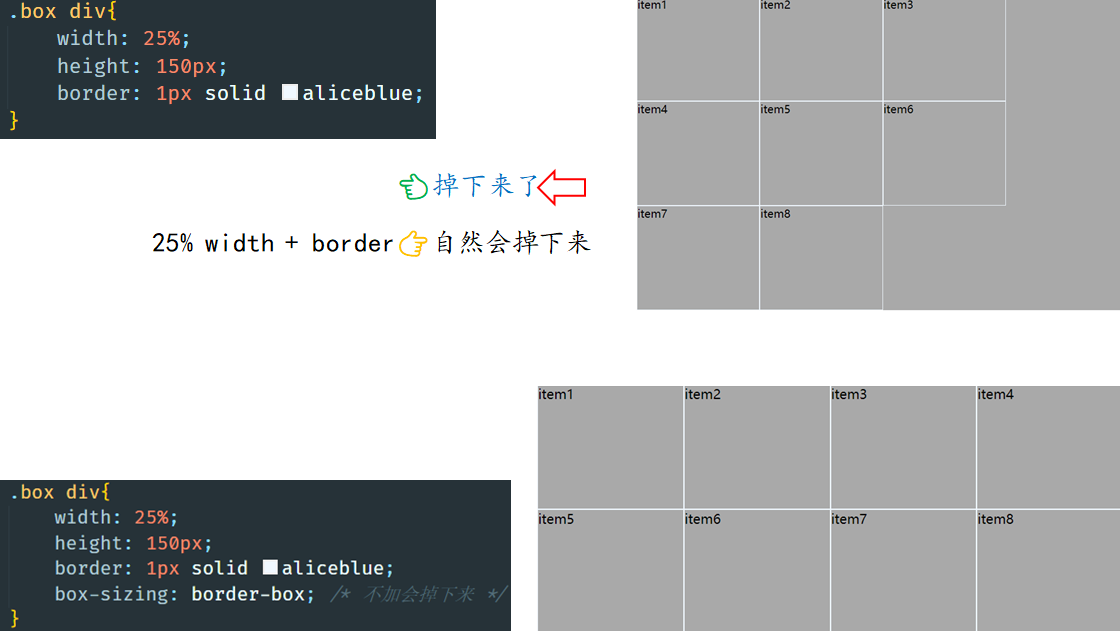 .box div{
width: 25%;
height: 150px;
border: 1px solid aliceblue;
}
item1 item2 item3
item4 item5 item6
item7 item8
掉下来了
25% width + border 自然会掉下来
item1 item2 item3 item4
item5 item6 item7 item8
.box div{
width: 25%;
height: 150px;
border: 1px solid aliceblue;
box-sizing: border-box; /* 不加会掉下来 */
}